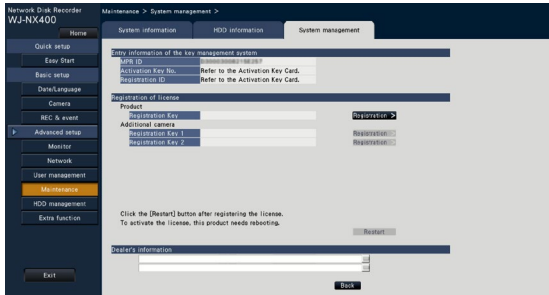 Network Disk Recorder
WJ-NX400
Home
Quick setup
Easy Start
Basic setup
Date/Language
Camera
REC & event
Advanced setup
Monitor
Network
User management
Maintenance
HDD management
Extra function
Exit
Maintenance > System management >
System information HDD information System management
Entry information of the key management system
MPR ID
Activation Key No. Refer to the Activation Key Card.
Registration ID Refer to the Activation Key Card.
Registration of license
Product
Registration Key Registration >
Additional camera
Registration Key 1 Registration
Registration Key 2 Registration
Click the [Restart] button after registering the license.
To activate the license, this product needs rebooting.
Restart
Dealer's information
Back